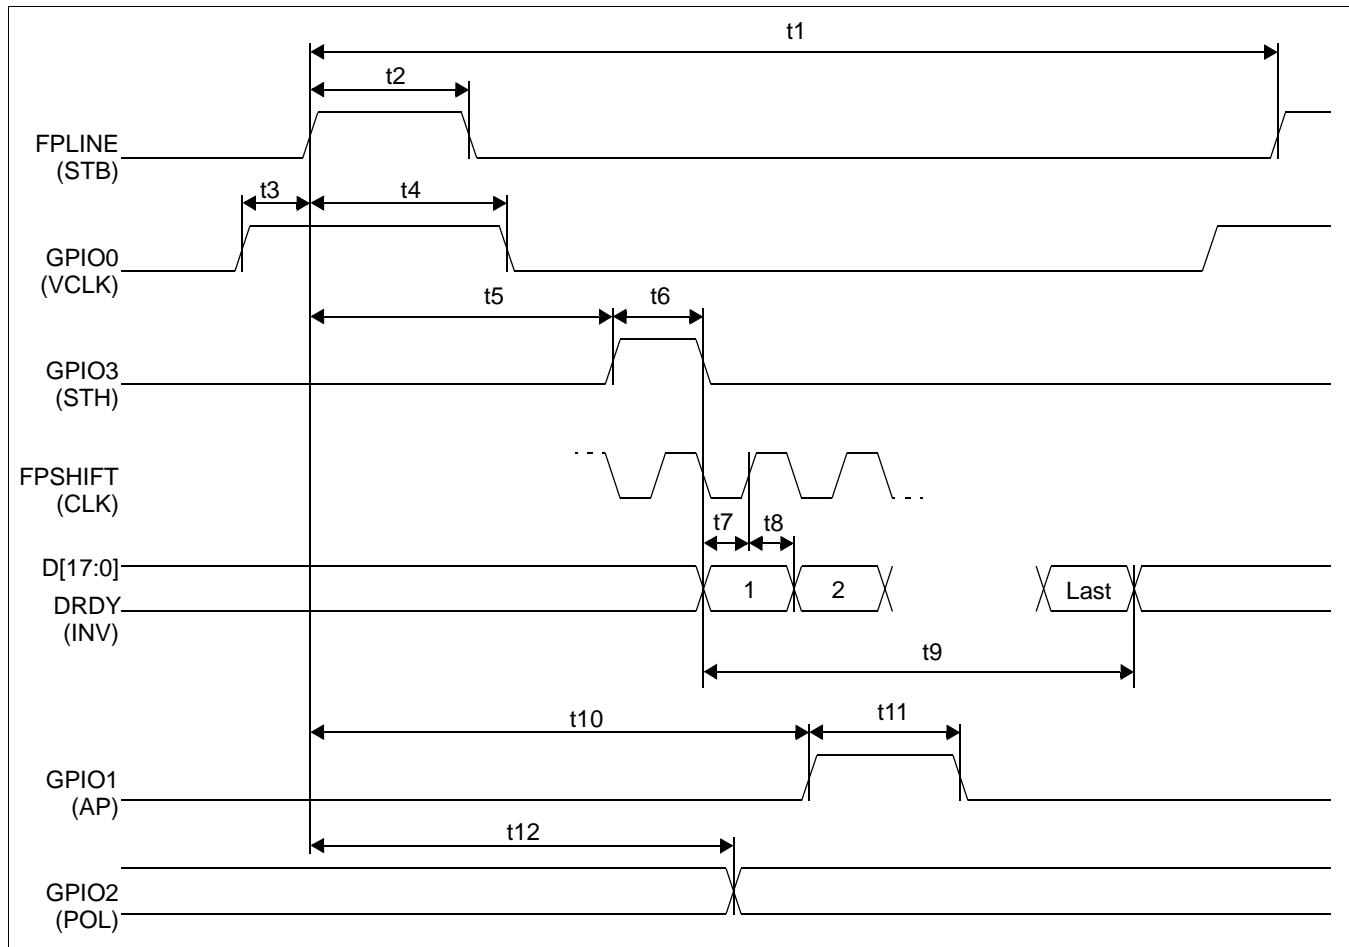 t1
t2
FPLINE
(STB)
t3
t4
GPIO0
(VCLK)
t5
t6
GPIO3
(STH)
FPSHIFT
(CLK)
t7
t8
D[17:0]
1
2
Last
DRDY
(INV)
t9
t10
t11
GPIO1
(AP)
t12
GPIO2
(POL)